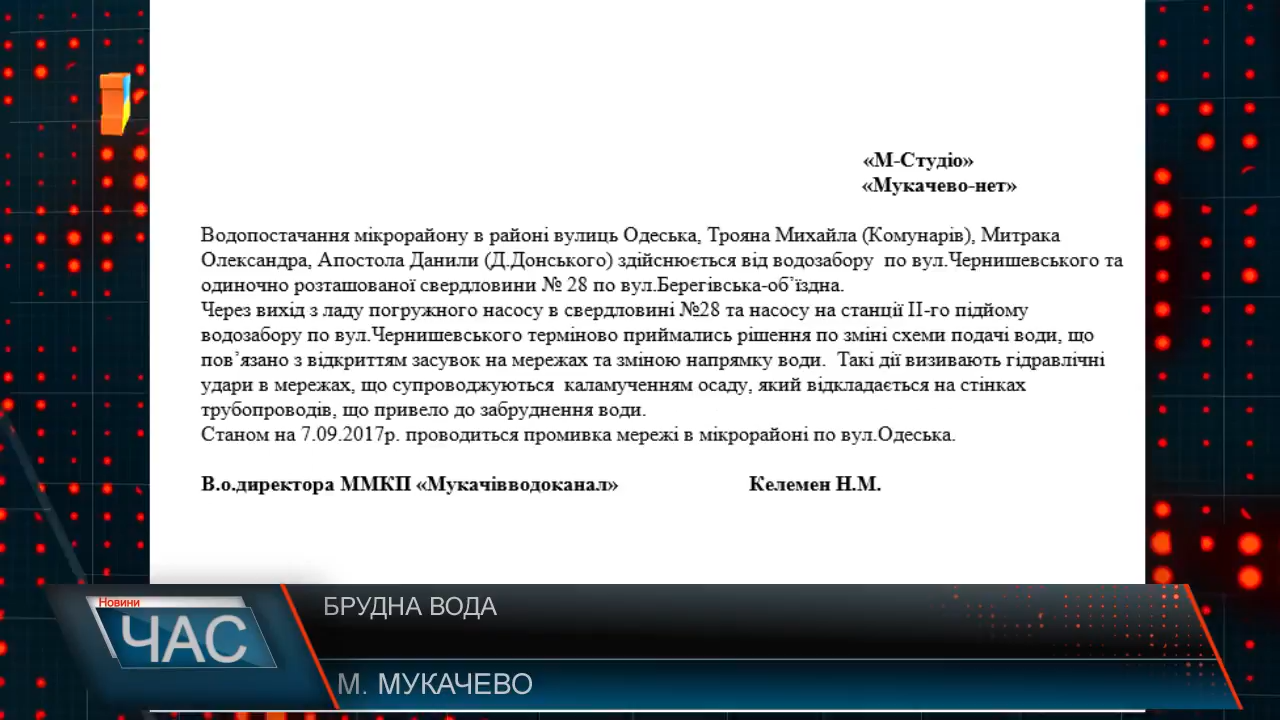 «М-Студіо»
«Мукачево-нет»
Водопостачання мікрорайону в районі вулиць Одеська, Трояна Михайла (Комунарів), Митрака
Олександра, Апостола Данили (Д.Донського) здійснюється від водозабору  по вул.Чернишевського та
одиночно розташованої свердловини № 28 по вул.Берегівська-об’їздна.
Через вихід з ладу погружного насосу в свердловині №28 та насосу на станції ІІ-го підйому
водозабору по вул.Чернишевського терміново приймались рішення по зміні схеми подачі води, що
пов’язано з відкриттям засувок на мережах та зміною напрямку води.  Такі дії визивають гідравлічні
удари в мережах, що супроводжуються  каламученням осаду, який відкладається на стінках
трубопроводів, що привело до забруднення води.
Станом на 7.09.2017р. проводиться промивка мережі в мікрорайоні по вул.Одеська.
В.о.директора ММКП «Мукачівводоканал» Келемен Н.М.
Новини
ЧАС
БРУДНА ВОДА
М. МУКАЧЕВО